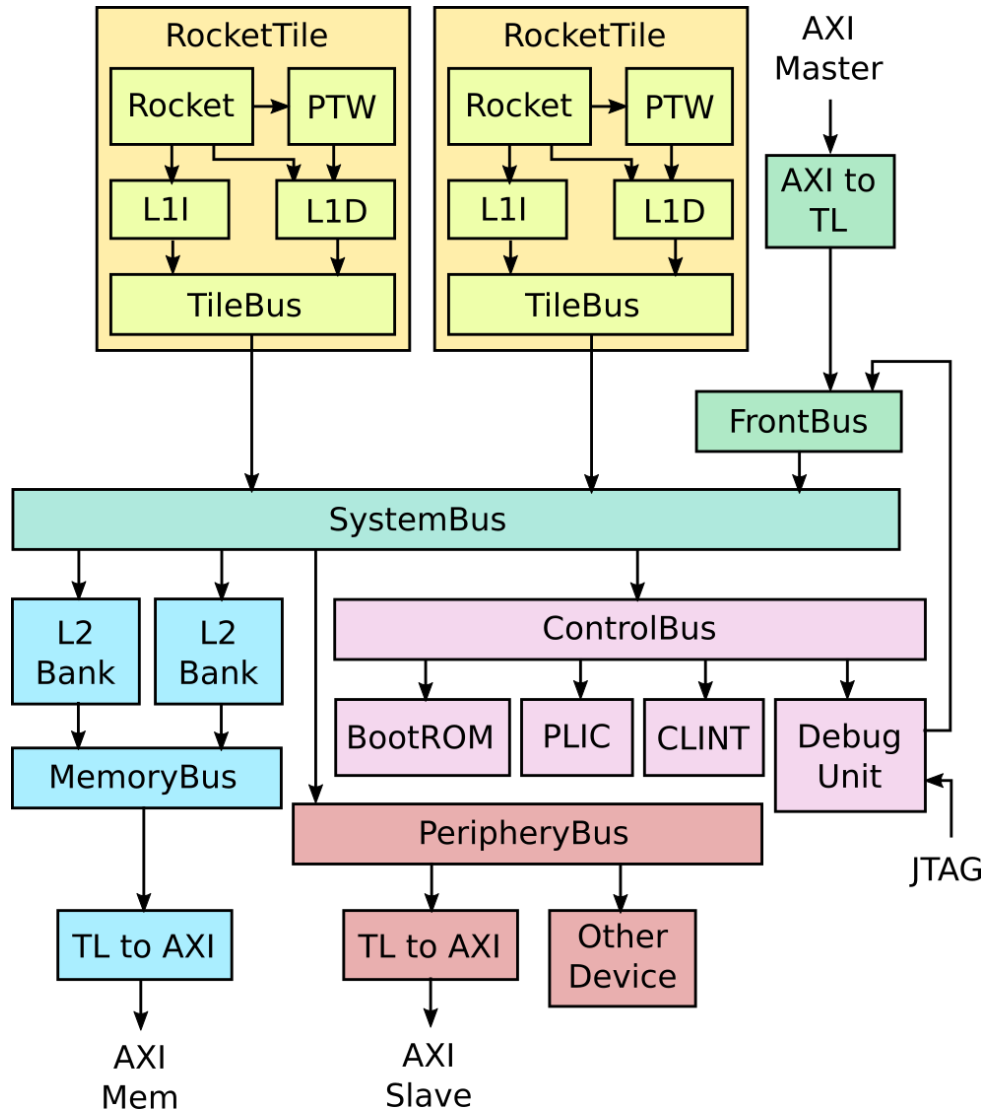 RocketTile
Rocket
PTW
L1I
L1D
TileBus
RocketTile
Rocket
PTW
L1I
L1D
TileBus
AXI
Master
AXI to
TL
FrontBus
SystemBus
L2
Bank
L2
Bank
MemoryBus
TL to AXI
AXI
Mem
ControlBus
BootROM
PLIC
CLINT
Debug
Unit
JTAG
PeripheryBus
TL to AXI
Other
Device
AXI
Slave